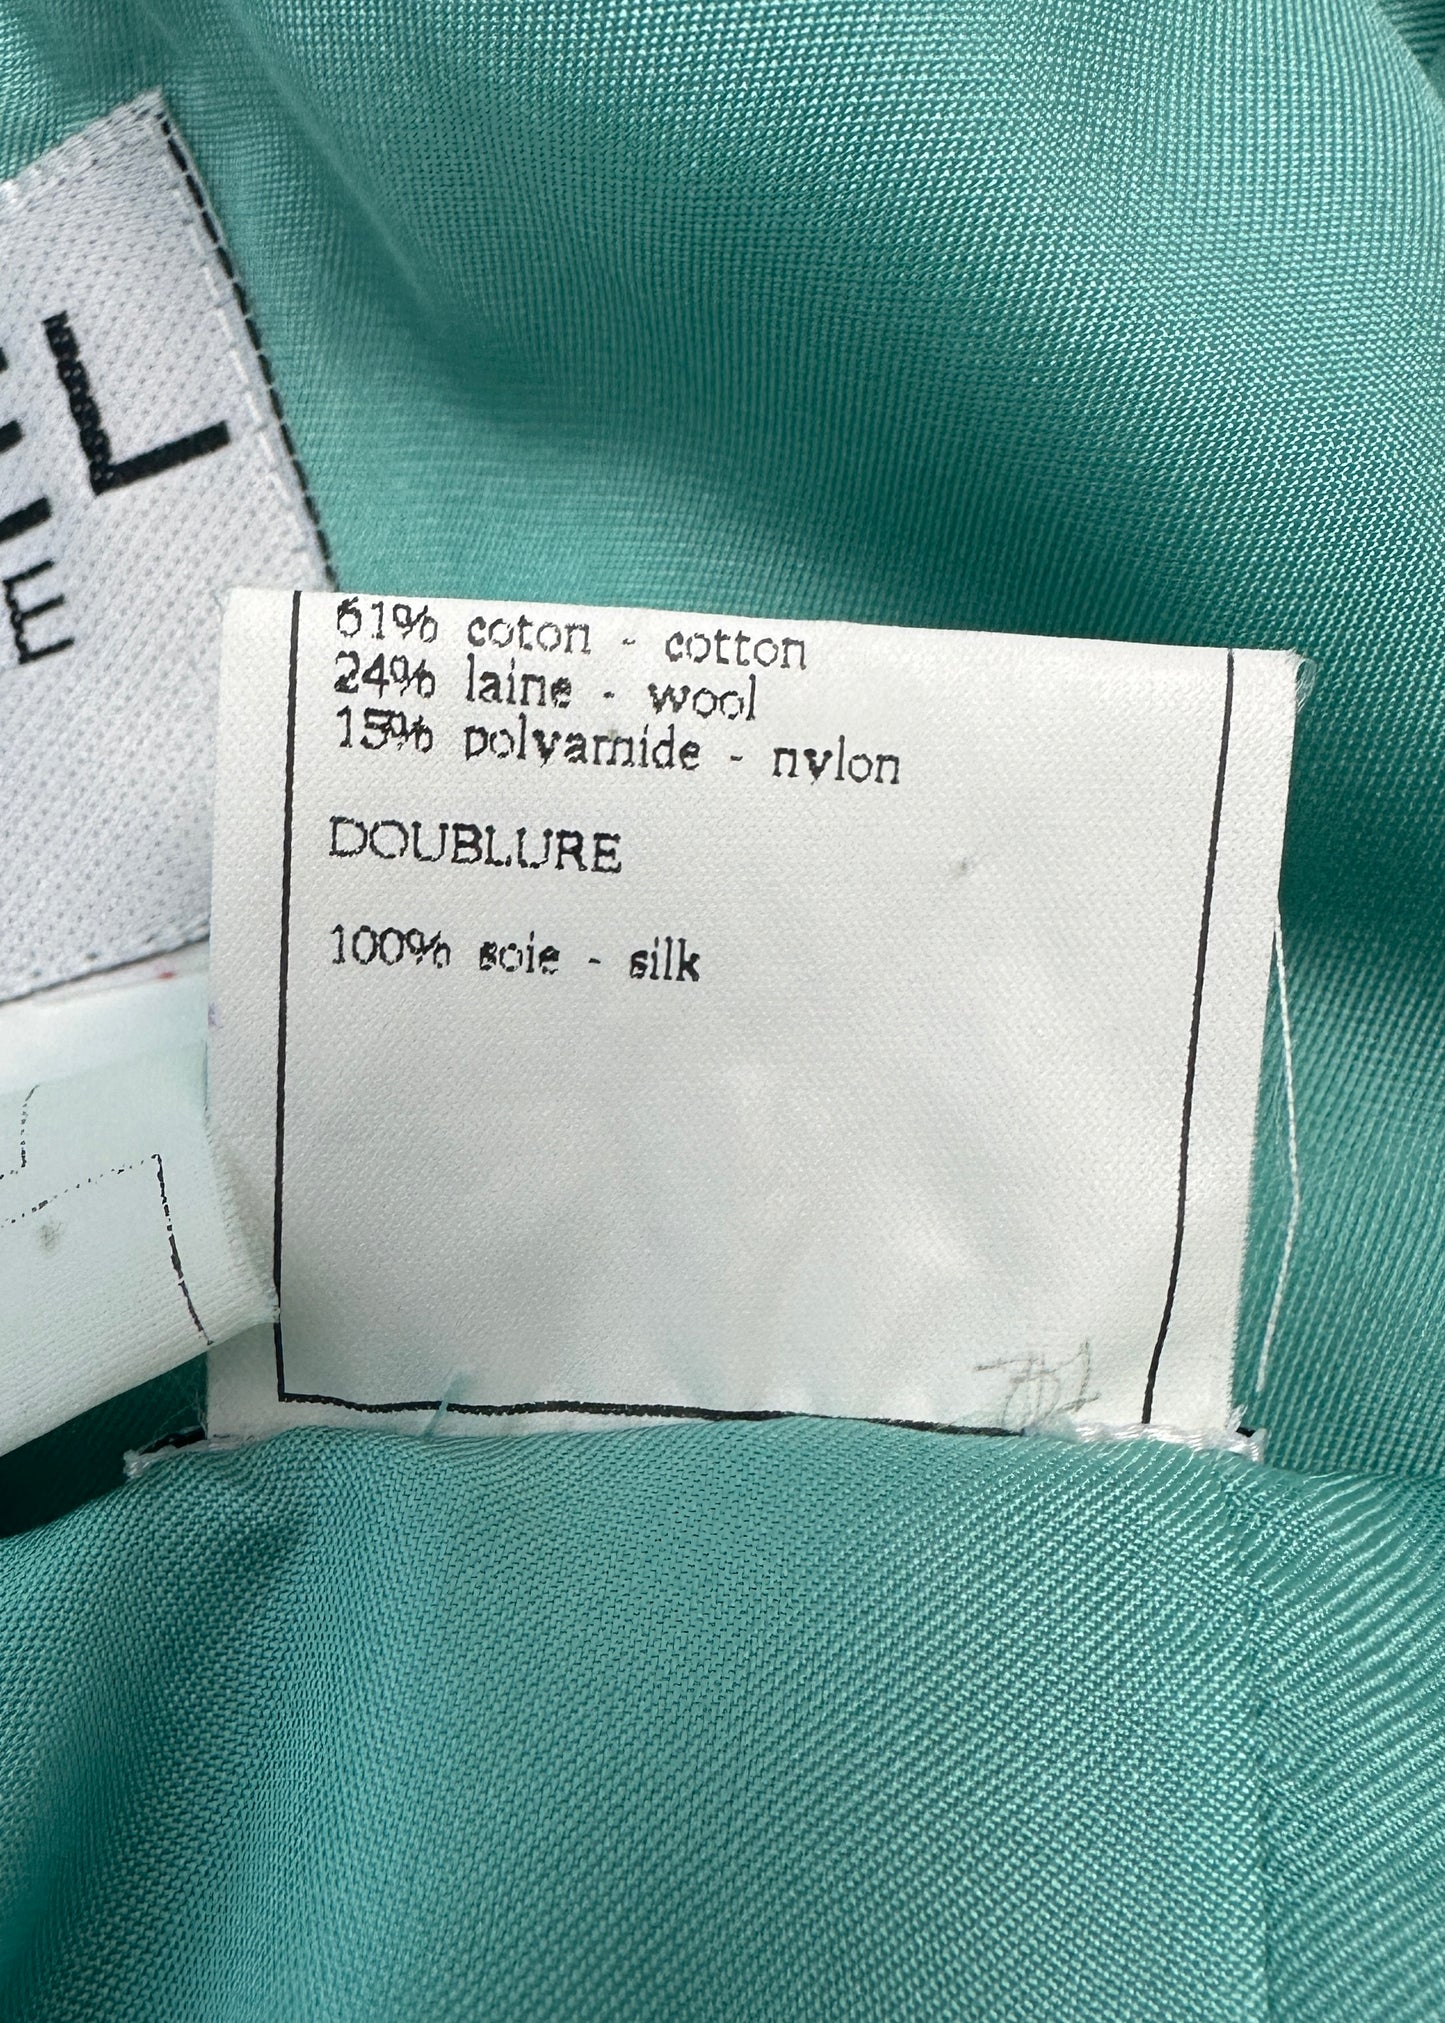 L
E
61% coton - cotton
24% laine - wool
15% polyamide - nylon
DOUBLURE
100% soie - silk